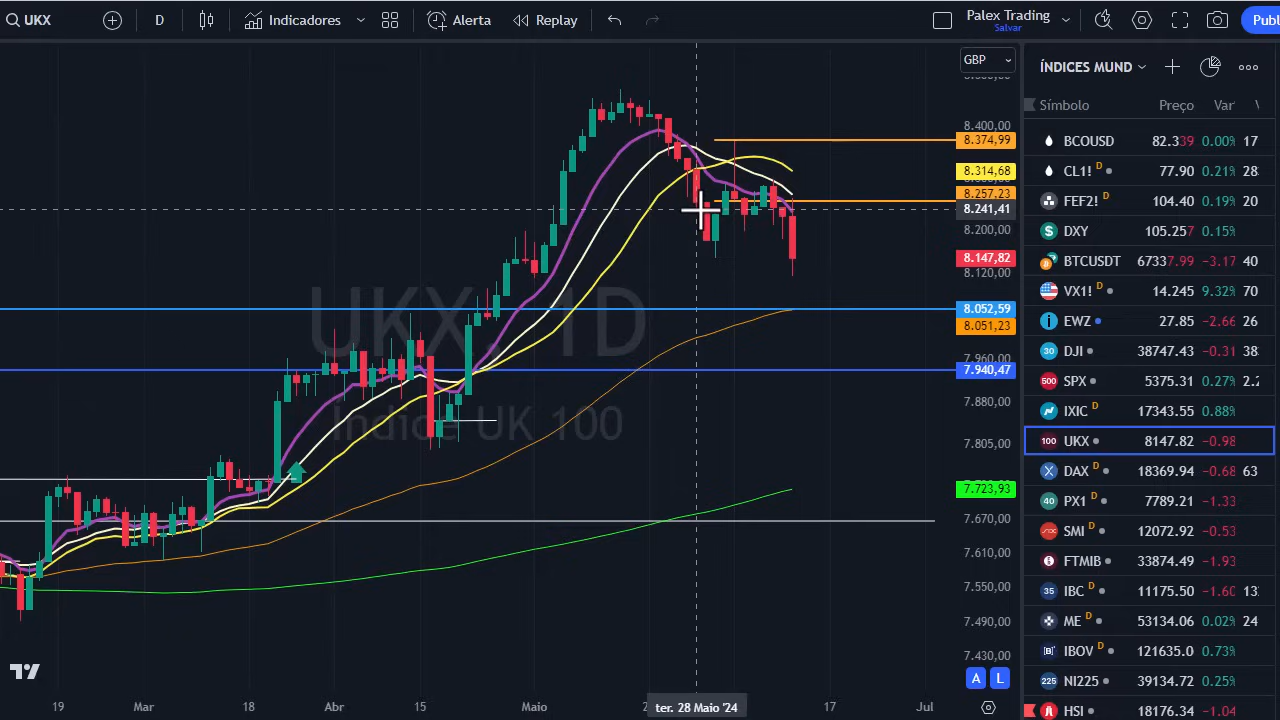 UKX D Indicadores Alerta Replay Palex Trading Publ
Salvar
UKX, 1D
Índice UK 100
GBP
8.400,00
8.374,99
8.314,68
8.257,23
8.241,41
8.200,00
8.147,82
8.120,00
8.052,59
8.051,23
7.960,00
7.940,47
7.880,00
7.805,00
7.723,93
7.670,00
7.610,00
7.550,00
7.490,00
7.430,00
A L
19 Mar 15 Abr 15 Maio ter. 28 Maio '24 17 Jul
ÍNDICES MUND
Símbolo Preço Var
BCOUSD 82.339 0.00% 17
CL1! D 77.90 0.21% 28
FEF2! D 104.40 0.19% 20
DXY 105.257 0.15%
BTCUSDT 67337.99 −3.17 40
VX1! D 14.245 9.32% 70
EWZ 27.85 −2.66 26
DJI 38747.43 −0.31 38
SPX 5375.31 0.27% 2.2
IXIC D 17343.55 0.88%
UKX 8147.82 −0.98
DAX D 18369.94 −0.68 63
PX1 D 7789.21 −1.33
SMI D 12072.92 −0.53
FTMIB 33874.49 −1.93
IBC D 11175.50 −1.60 13
ME D 53134.06 0.02% 24
IBOV D 121635.0 0.73%
NI225 39134.72 0.25%
HSI 18176.34 −1.04